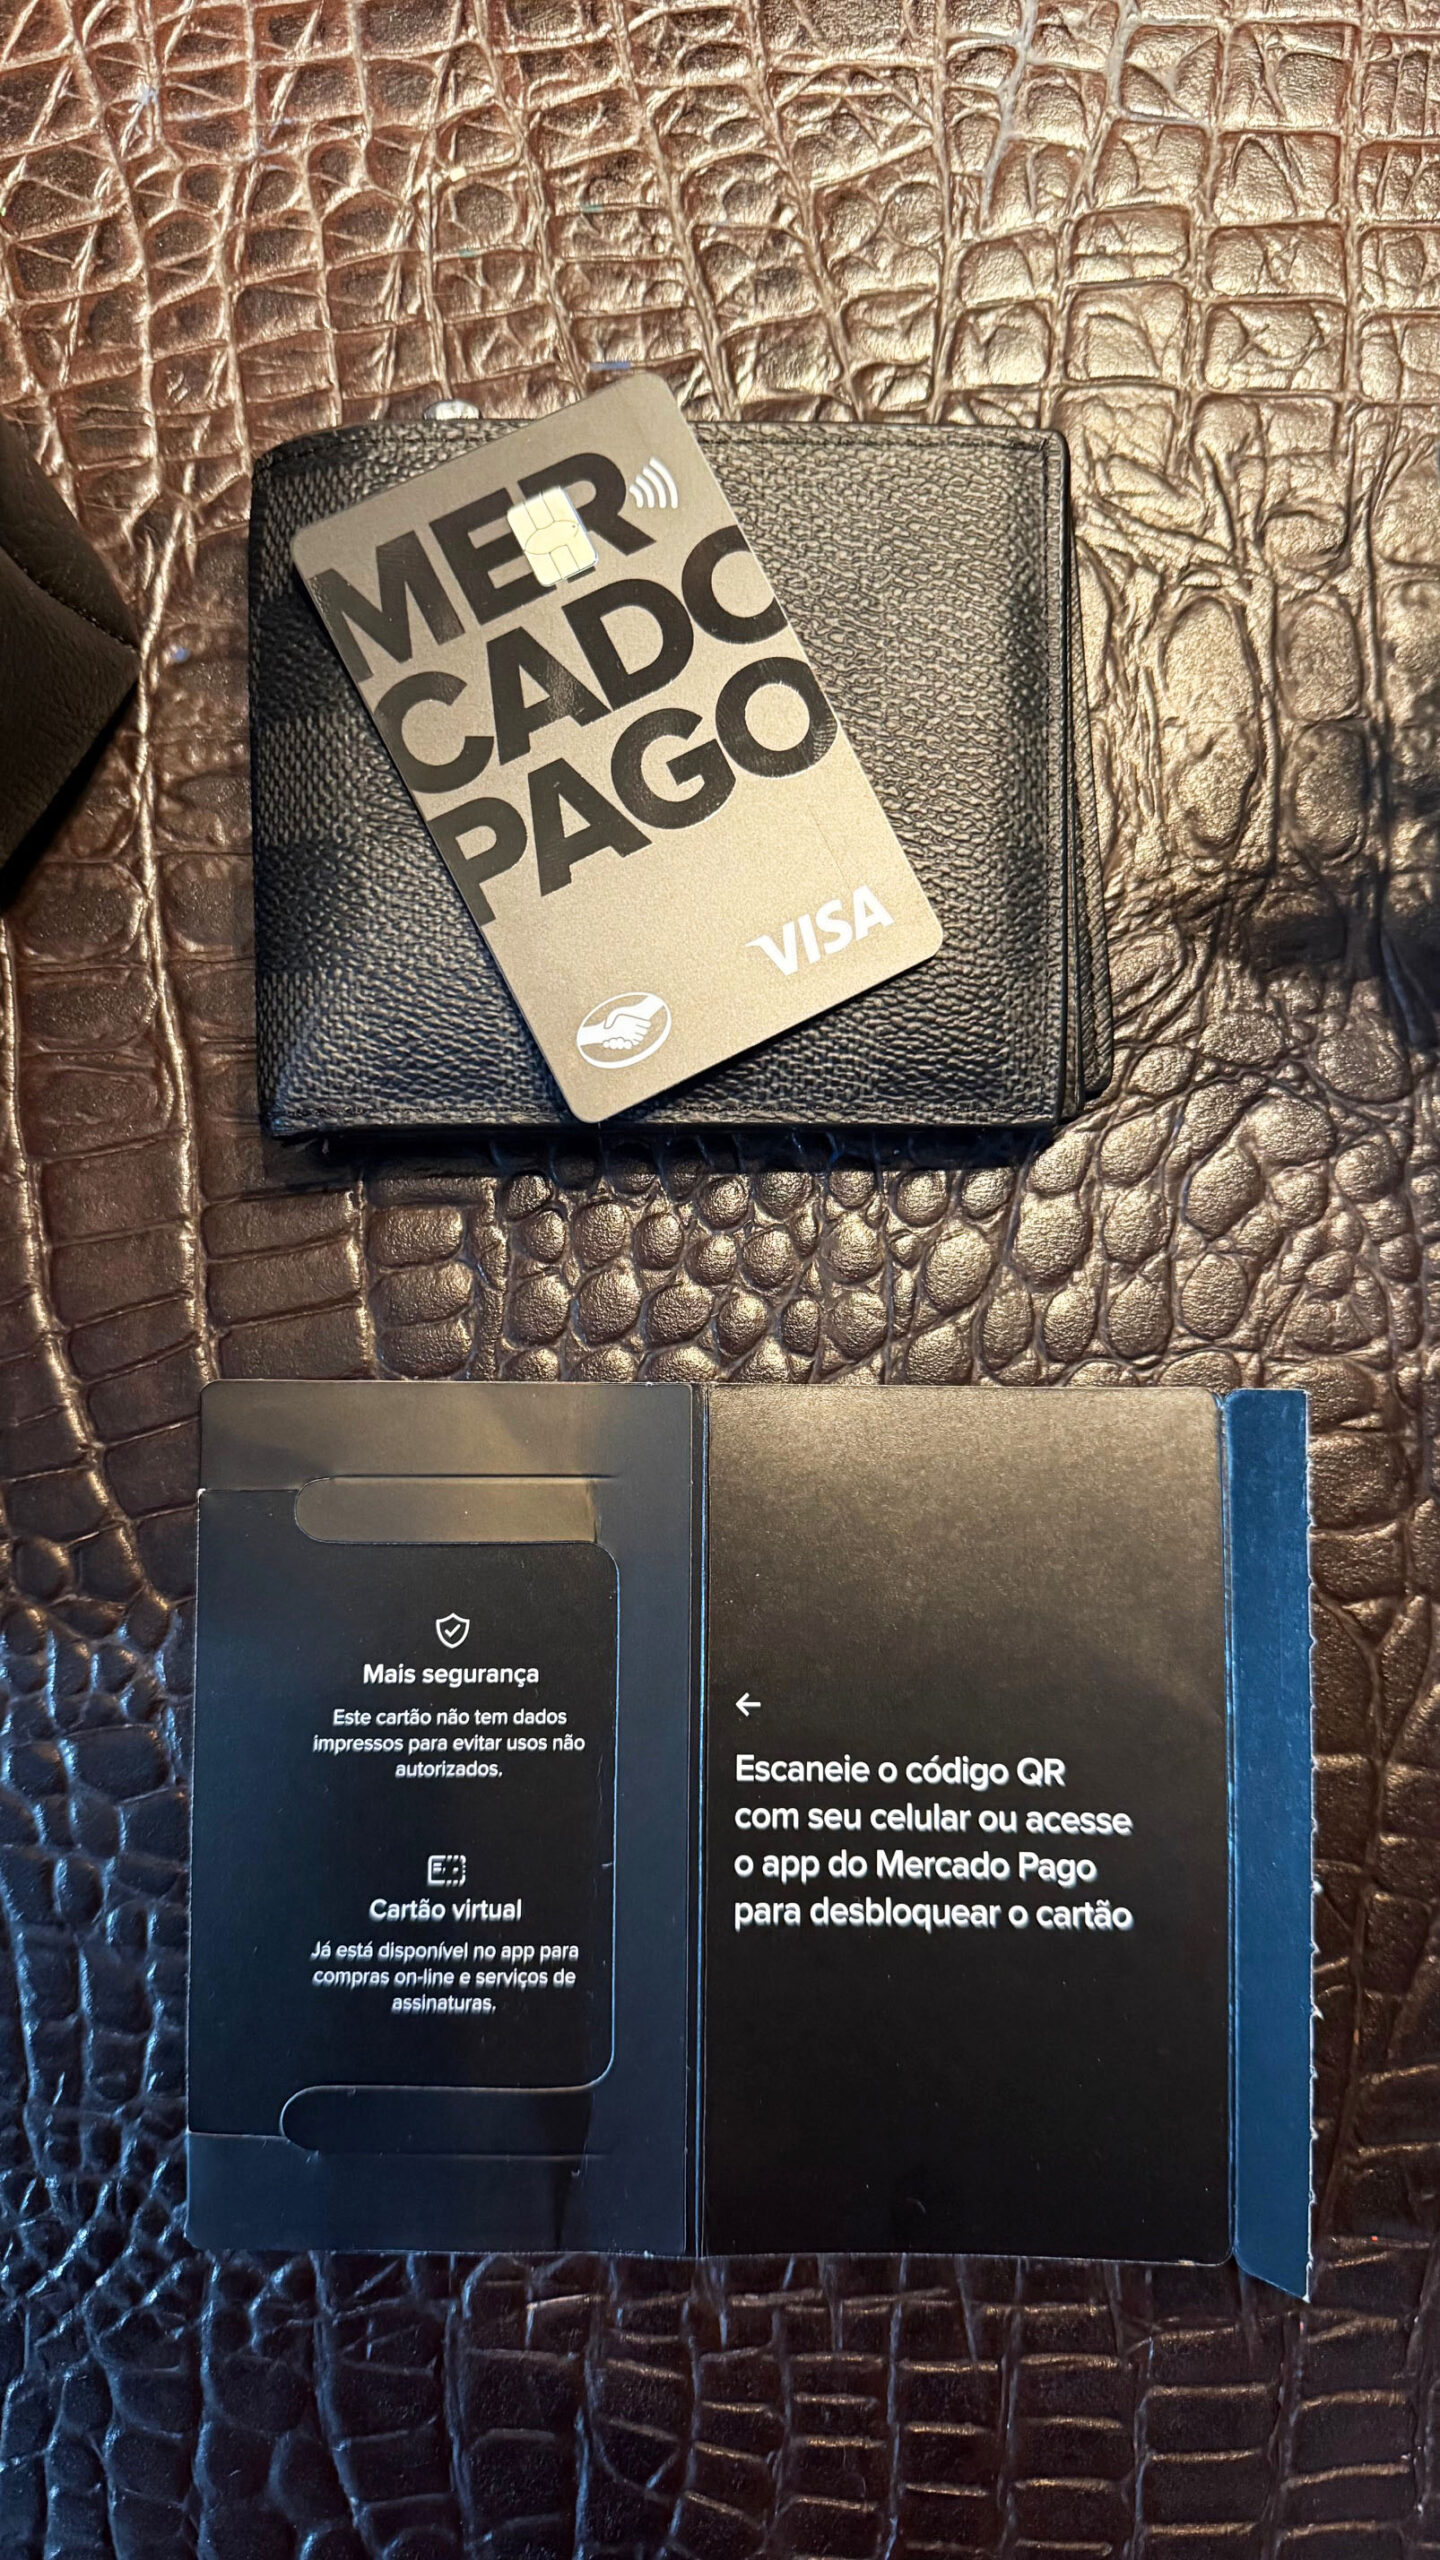 MER
CADO
PAGO
VISA
Mais segurança
Este cartão não tem dados
impressos para evitar usos não
autorizados.
Cartão virtual
Já está disponível no app para
compras on-line e serviços de
assinaturas.
Escaneie o código QR
com seu celular ou acesse
o app do Mercado Pago
para desbloquear o cartão